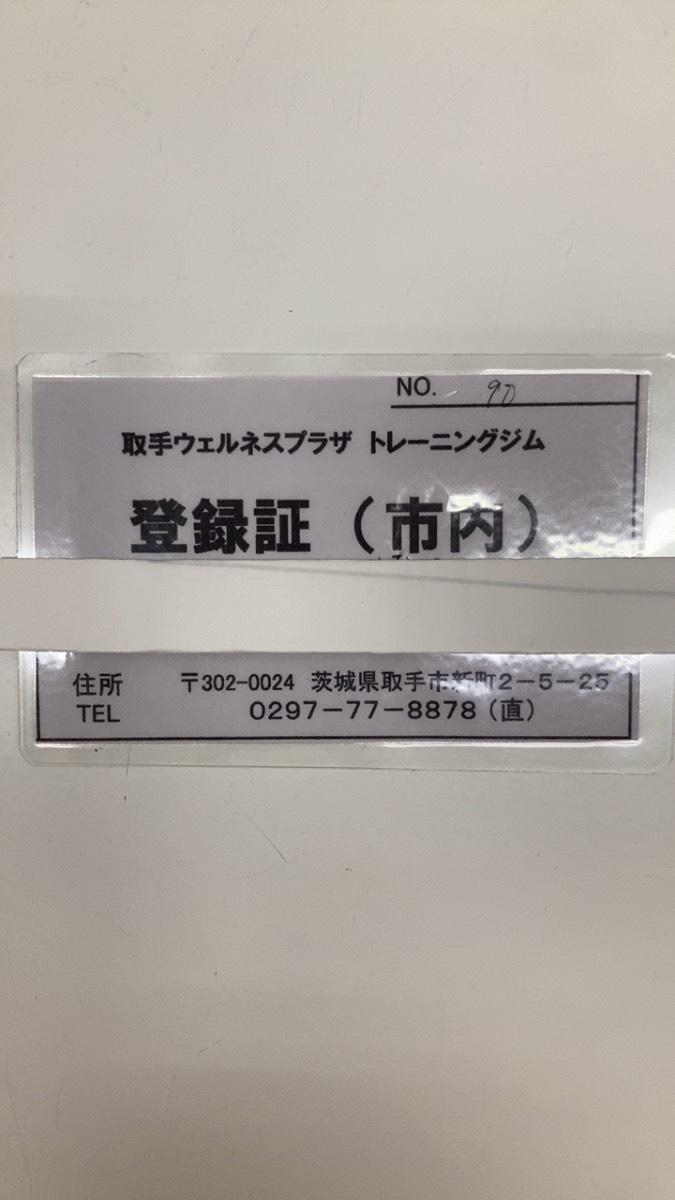 NO. 90
取手ウェルネスプラザ トレーニングジム
登録証（市内）
住所 〒302-0024 茨城県取手市新町2-5-25
TEL 0297-77-8878（直）